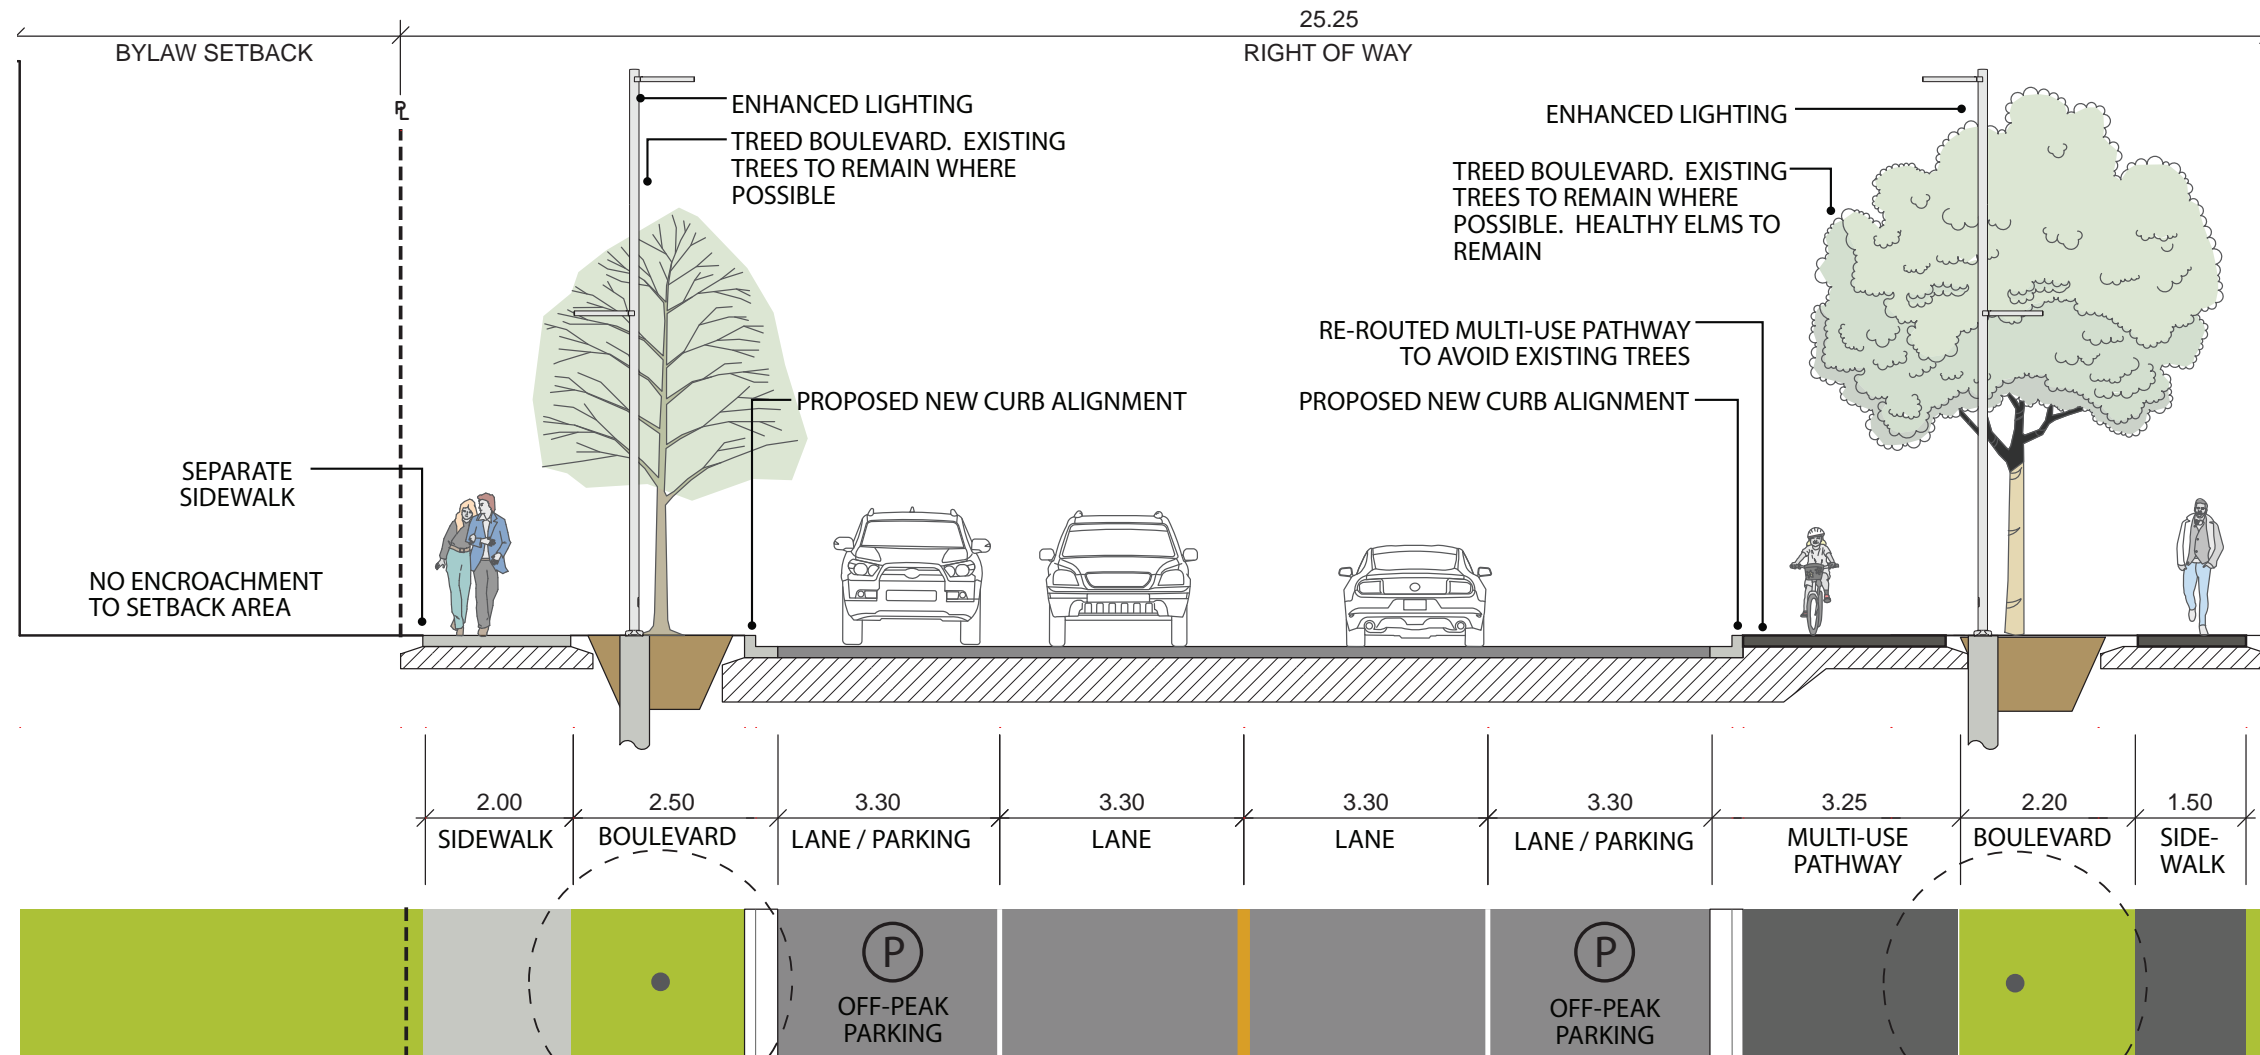 25.25
BYLAW SETBACK
RIGHT OF WAY
PL
ENHANCED LIGHTING
TREED BOULEVARD. EXISTING
TREES TO REMAIN WHERE
POSSIBLE
ENHANCED LIGHTING
TREED BOULEVARD. EXISTING
TREES TO REMAIN WHERE
POSSIBLE. HEALTHY ELMS TO
REMAIN
RE-ROUTED MULTI-USE PATHWAY
TO AVOID EXISTING TREES
PROPOSED NEW CURB ALIGNMENT
PROPOSED NEW CURB ALIGNMENT
SEPARATE
SIDEWALK
NO ENCROACHMENT
TO SETBACK AREA
2.00
SIDEWALK
2.50
BOULEVARD
3.30
LANE / PARKING
3.30
LANE
3.30
LANE
3.30
LANE / PARKING
3.25
MULTI-USE
PATHWAY
2.20
BOULEVARD
1.50
SIDE-
WALK
P
OFF-PEAK
PARKING
P
OFF-PEAK
PARKING